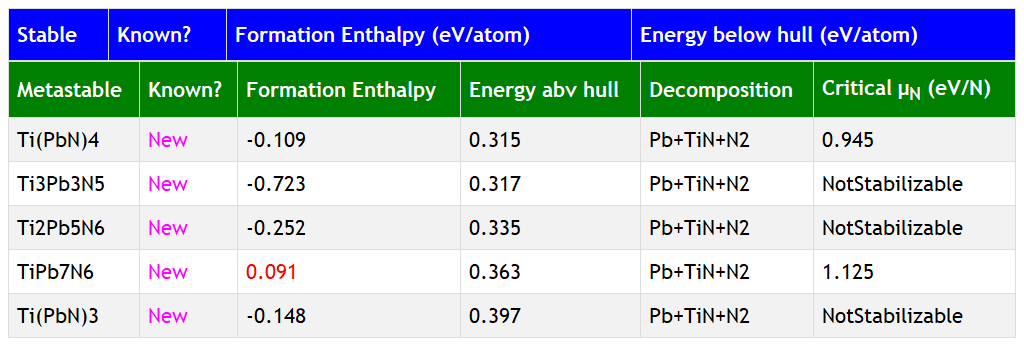 Stable Known? Formation Enthalpy (eV/atom) Energy below hull (eV/atom)
Metastable Known? Formation Enthalpy Energy abv hull Decomposition Critical μN (eV/N)
Ti(PbN)4 New -0.109 0.315 Pb+TiN+N2 0.945
Ti3Pb3N5 New -0.723 0.317 Pb+TiN+N2 NotStabilizable
Ti2Pb5N6 New -0.252 0.335 Pb+TiN+N2 NotStabilizable
TiPb7N6 New 0.091 0.363 Pb+TiN+N2 1.125
Ti(PbN)3 New -0.148 0.397 Pb+TiN+N2 NotStabilizable